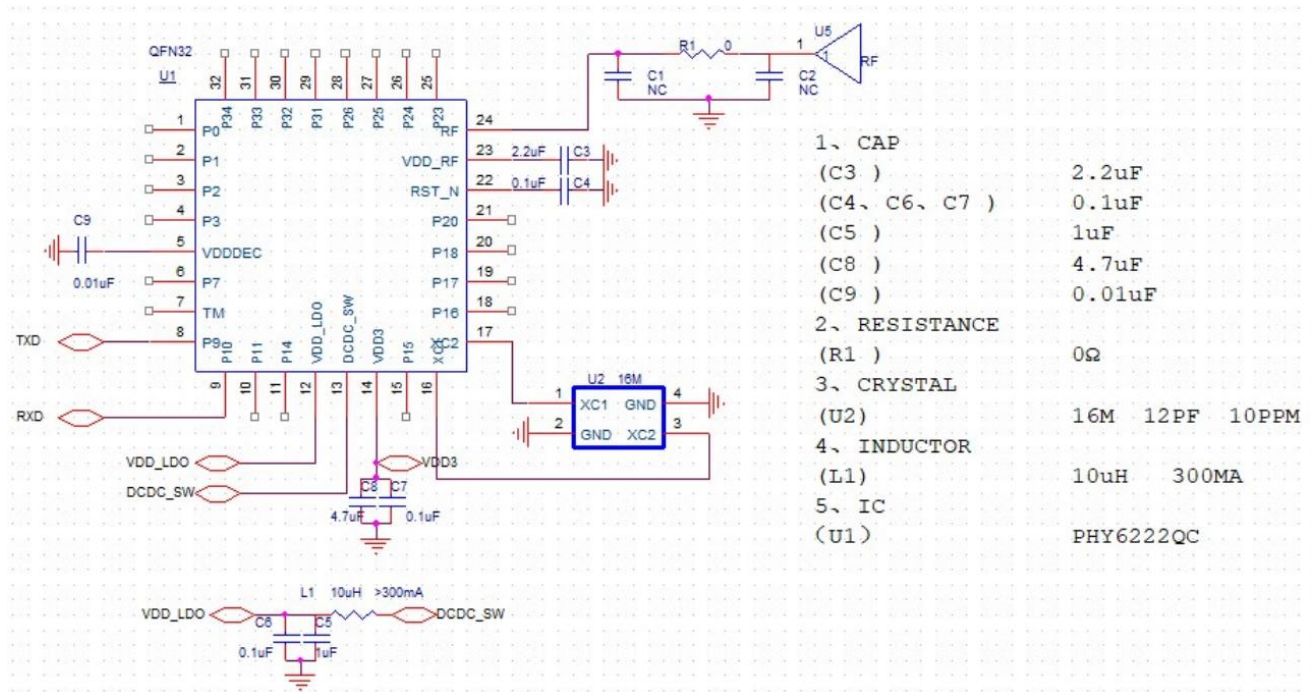 QFN32
U1
32 31 30 29 28 27 26 25
P34 P33 P32 P31 P26 P25 P24 P23
1 P0
2 P1
3 P2
4 P3
5 VDDDEC
6 P7
7 TM
8 P9
C9
0.01uF
TXD
RXD
RF 24
VDD_RF 23
RST_N 22
P20 21
P18 20
P17 19
P16 18
XC2 17
P10 P11 P14 VDD_LDO DCDC_SW VDD3 P15 XC1
9 10 11 12 13 14 15 16
2.2uF C3
0.1uF C4
R1 0
C1
NC
C2
NC
U5
1
1
RF
U2 16M
1 XC1 GND 4
2 GND XC2 3
VDD_LDO
DCDC_SW
VDD3
C8 C7
4.7uF 0.1uF
L1 10uH >300mA
VDD_LDO DCDC_SW
C6 C5
0.1uF 1uF
1、CAP
(C3 ) 2.2uF
(C4、C6、C7 ) 0.1uF
(C5 ) 1uF
(C8 ) 4.7uF
(C9 ) 0.01uF
2、RESISTANCE
(R1 ) 0Ω
3、CRYSTAL
(U2) 16M 12PF 10PPM
4、INDUCTOR
(L1) 10uH 300MA
5、IC
(U1) PHY6222QC